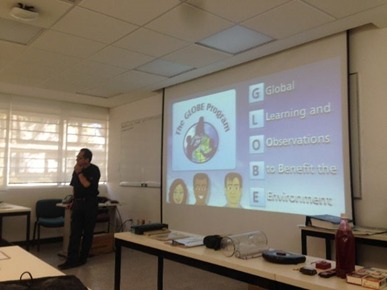 The GLOBE Program
G Global
L Learning and
O Observations
B to Benefit the
E Environment